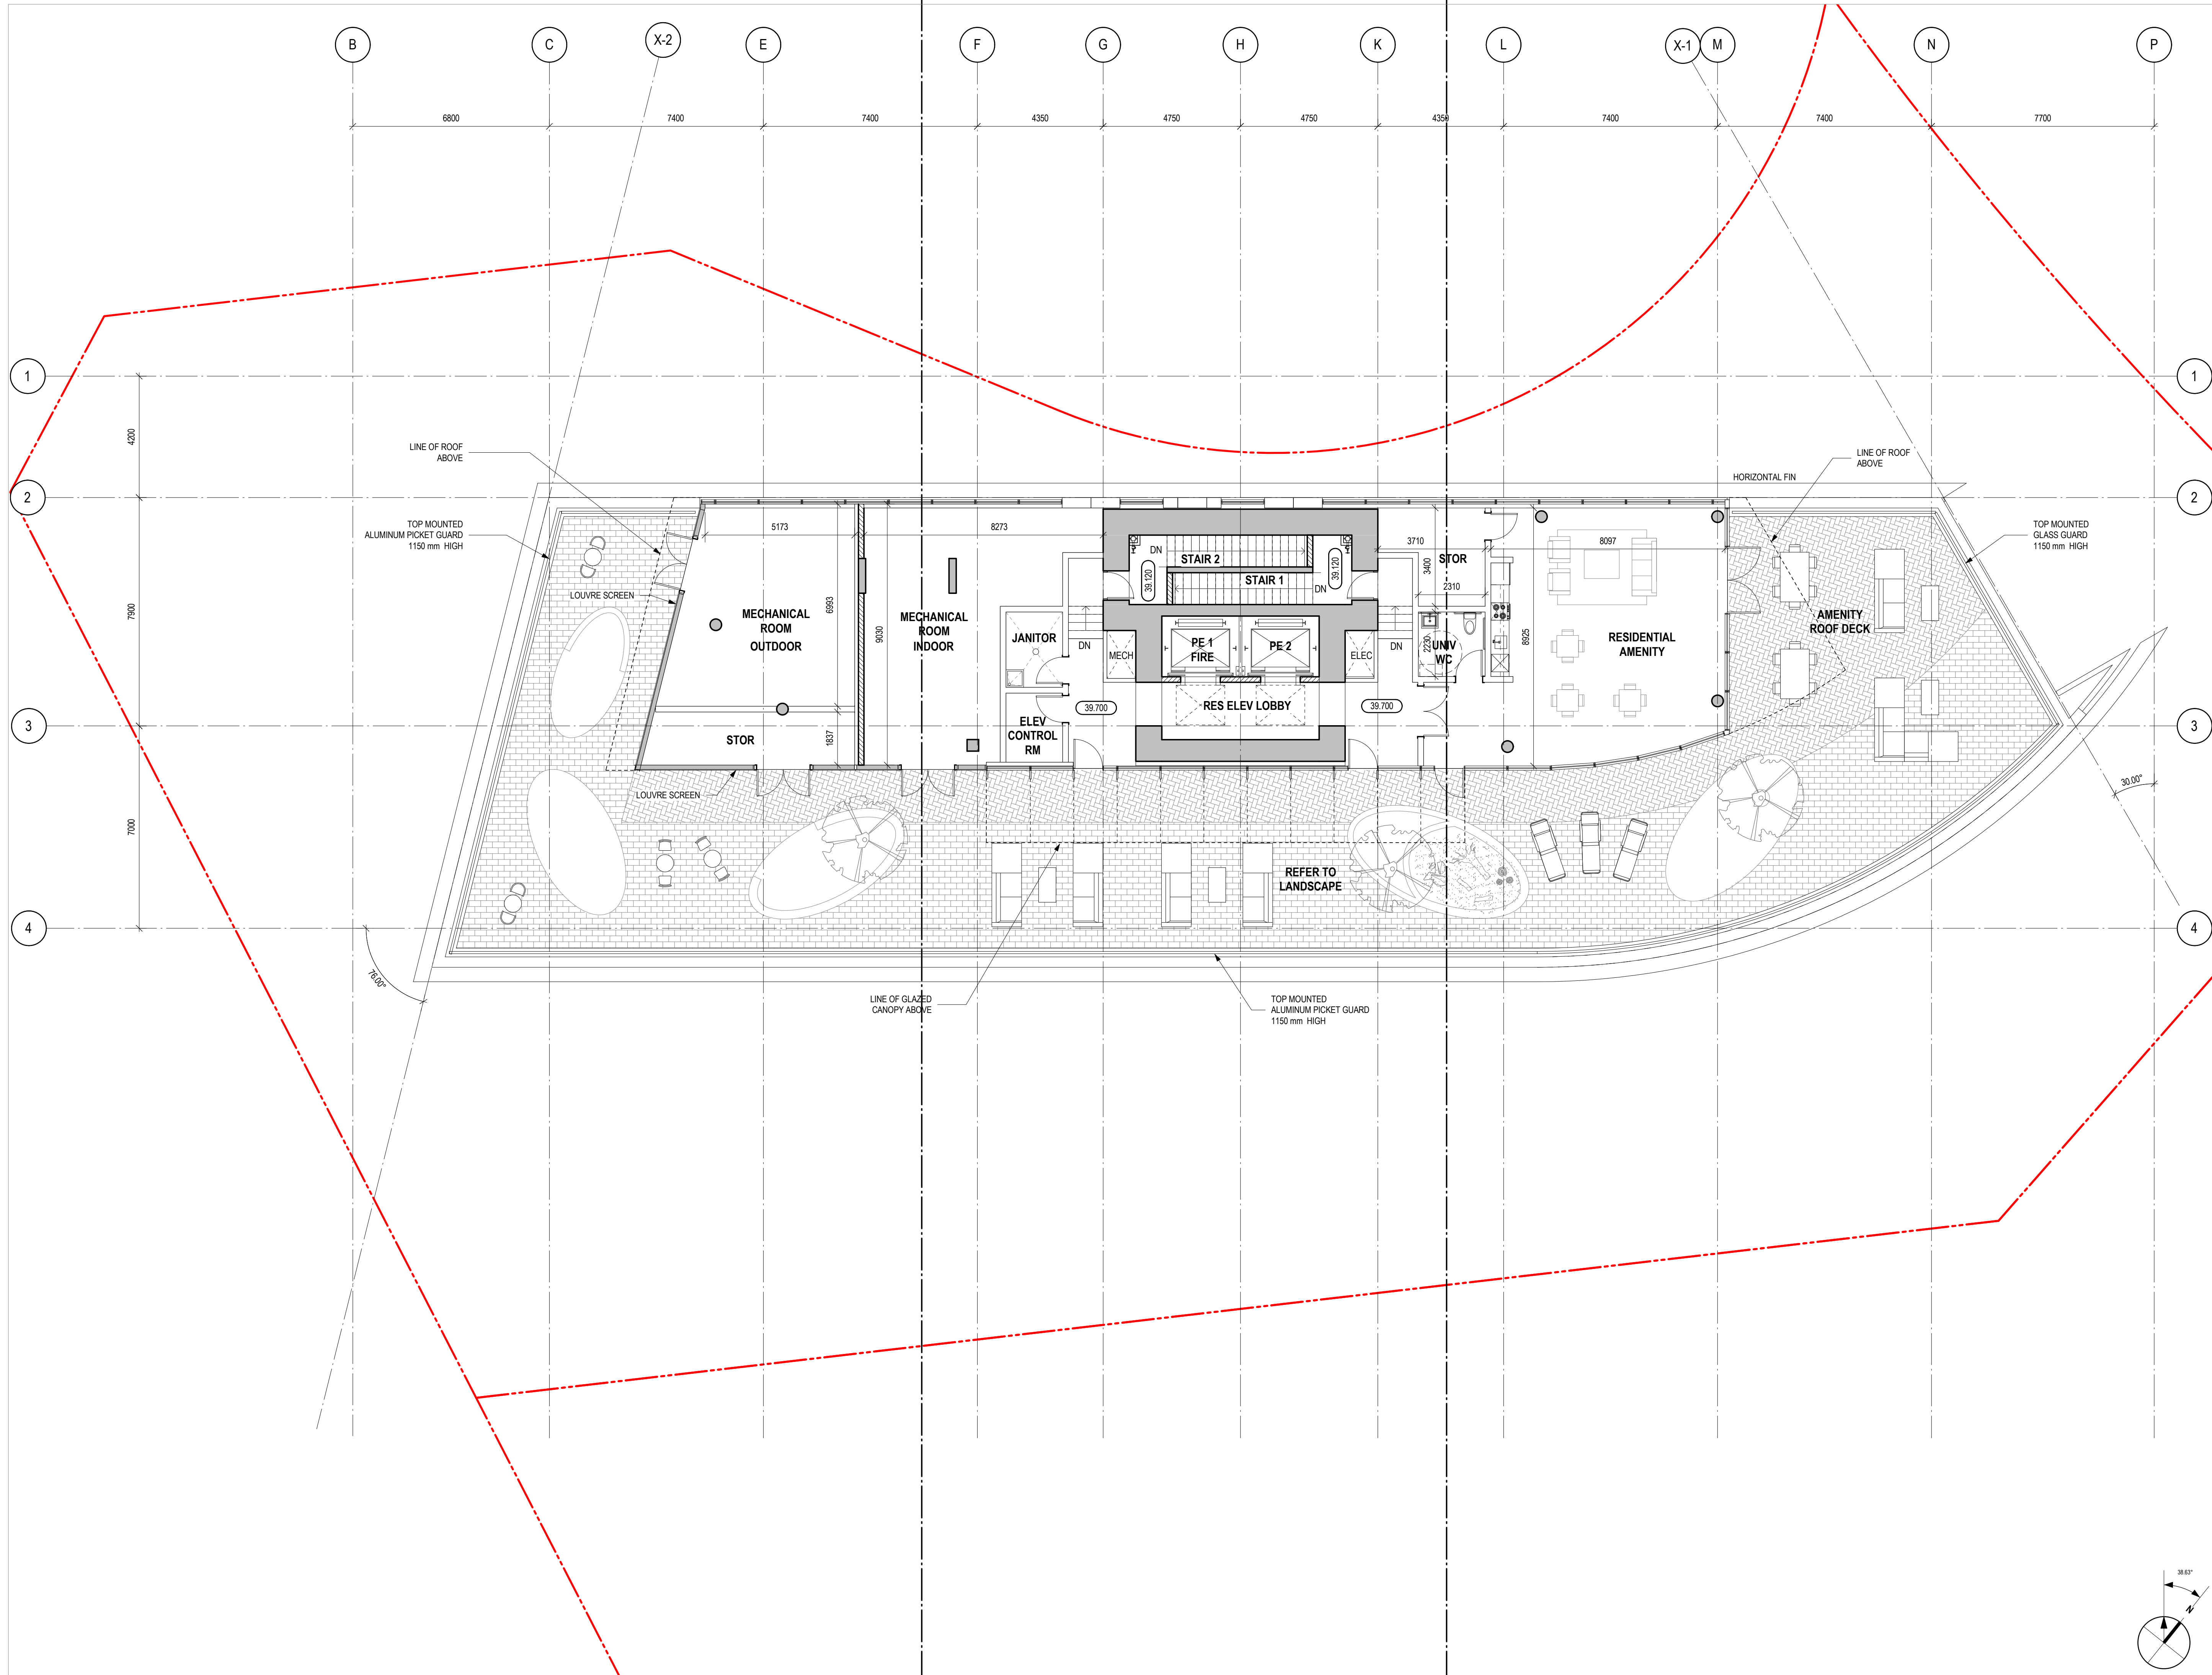 B
C
X-2
E
F
G
H
K
L
X-1
M
N
P
6800
7400
7400
4350
4750
4750
4350
7400
7400
7700
1
1
4200
LINE OF ROOF
ABOVE
LINE OF ROOF
ABOVE
HORIZONTAL FIN
2
2
TOP MOUNTED
ALUMINUM PICKET GUARD
1150 mm HIGH
TOP MOUNTED
GLASS GUARD
1150 mm HIGH
5173
8273
3710
8097
DN
STAIR 2
STAIR 1
DN
39.120
39.120
STOR
3400
2310
LOUVRE SCREEN
7900
MECHANICAL
ROOM
OUTDOOR
6993
9030
MECHANICAL
ROOM
INDOOR
JANITOR
DN
MECH
PE 1
FIRE
PE 2
ELEC
DN
2230
UNIV
WC
8925
RESIDENTIAL
AMENITY
AMENITY
ROOF DECK
39.700
RES ELEV LOBBY
39.700
3
3
ELEV
CONTROL
RM
STOR
1837
LOUVRE SCREEN
30.00°
7000
REFER TO
LANDSCAPE
4
4
76.00°
LINE OF GLAZED
CANOPY ABOVE
TOP MOUNTED
ALUMINUM PICKET GUARD
1150 mm HIGH
38.63°
N